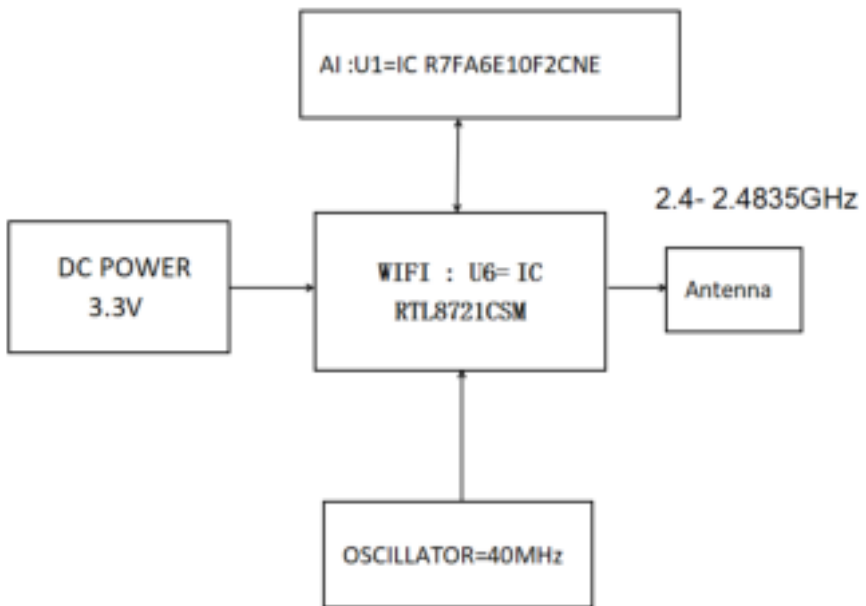 AI :U1=IC R7FA6E10F2CNE
2.4- 2.4835GHz
DC POWER
3.3V
WIFI : U6= IC
RTL8721CSM
Antenna
OSCILLATOR=40MHz